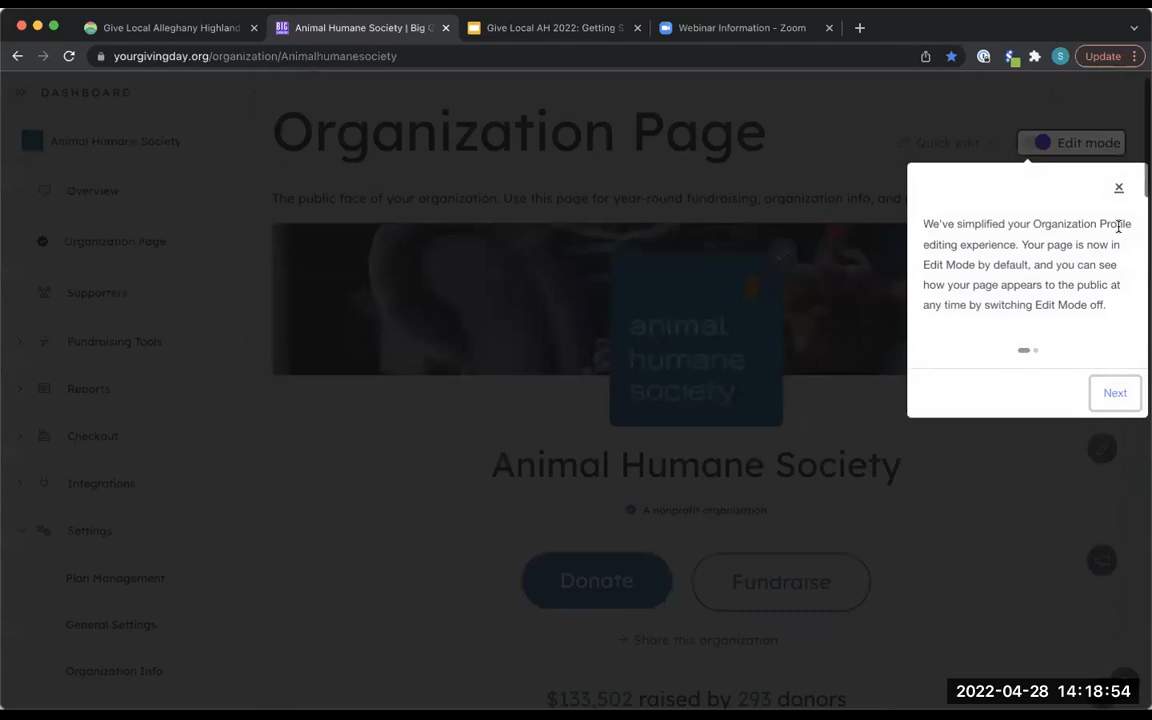 Give Local Alleghany Highland
Animal Humane Society | Big G
Give Local AH 2022: Getting S
Webinar Information - Zoom
yourgivingday.org/organization/Animalhumanesociety
S
Update
DASHBOARD
Animal Humane Society
Overview
Organization Page
Supporters
Fundraising Tools
Reports
Checkout
Integrations
Settings
Plan Management
General Settings
Organization Info
Organization Page
Quick edit
Edit mode
The public face of your organization. Use this page for year-round fundraising, organization info, and
We've simplified your Organization Profile
editing experience. Your page is now in
Edit Mode by default, and you can see
how your page appears to the public at
any time by switching Edit Mode off.
Next
animal
humane
society
Animal Humane Society
A nonprofit organization
Donate
Fundraise
Share this organization
$133,502 raised by 293 donors
2022-04-28 14:18:54